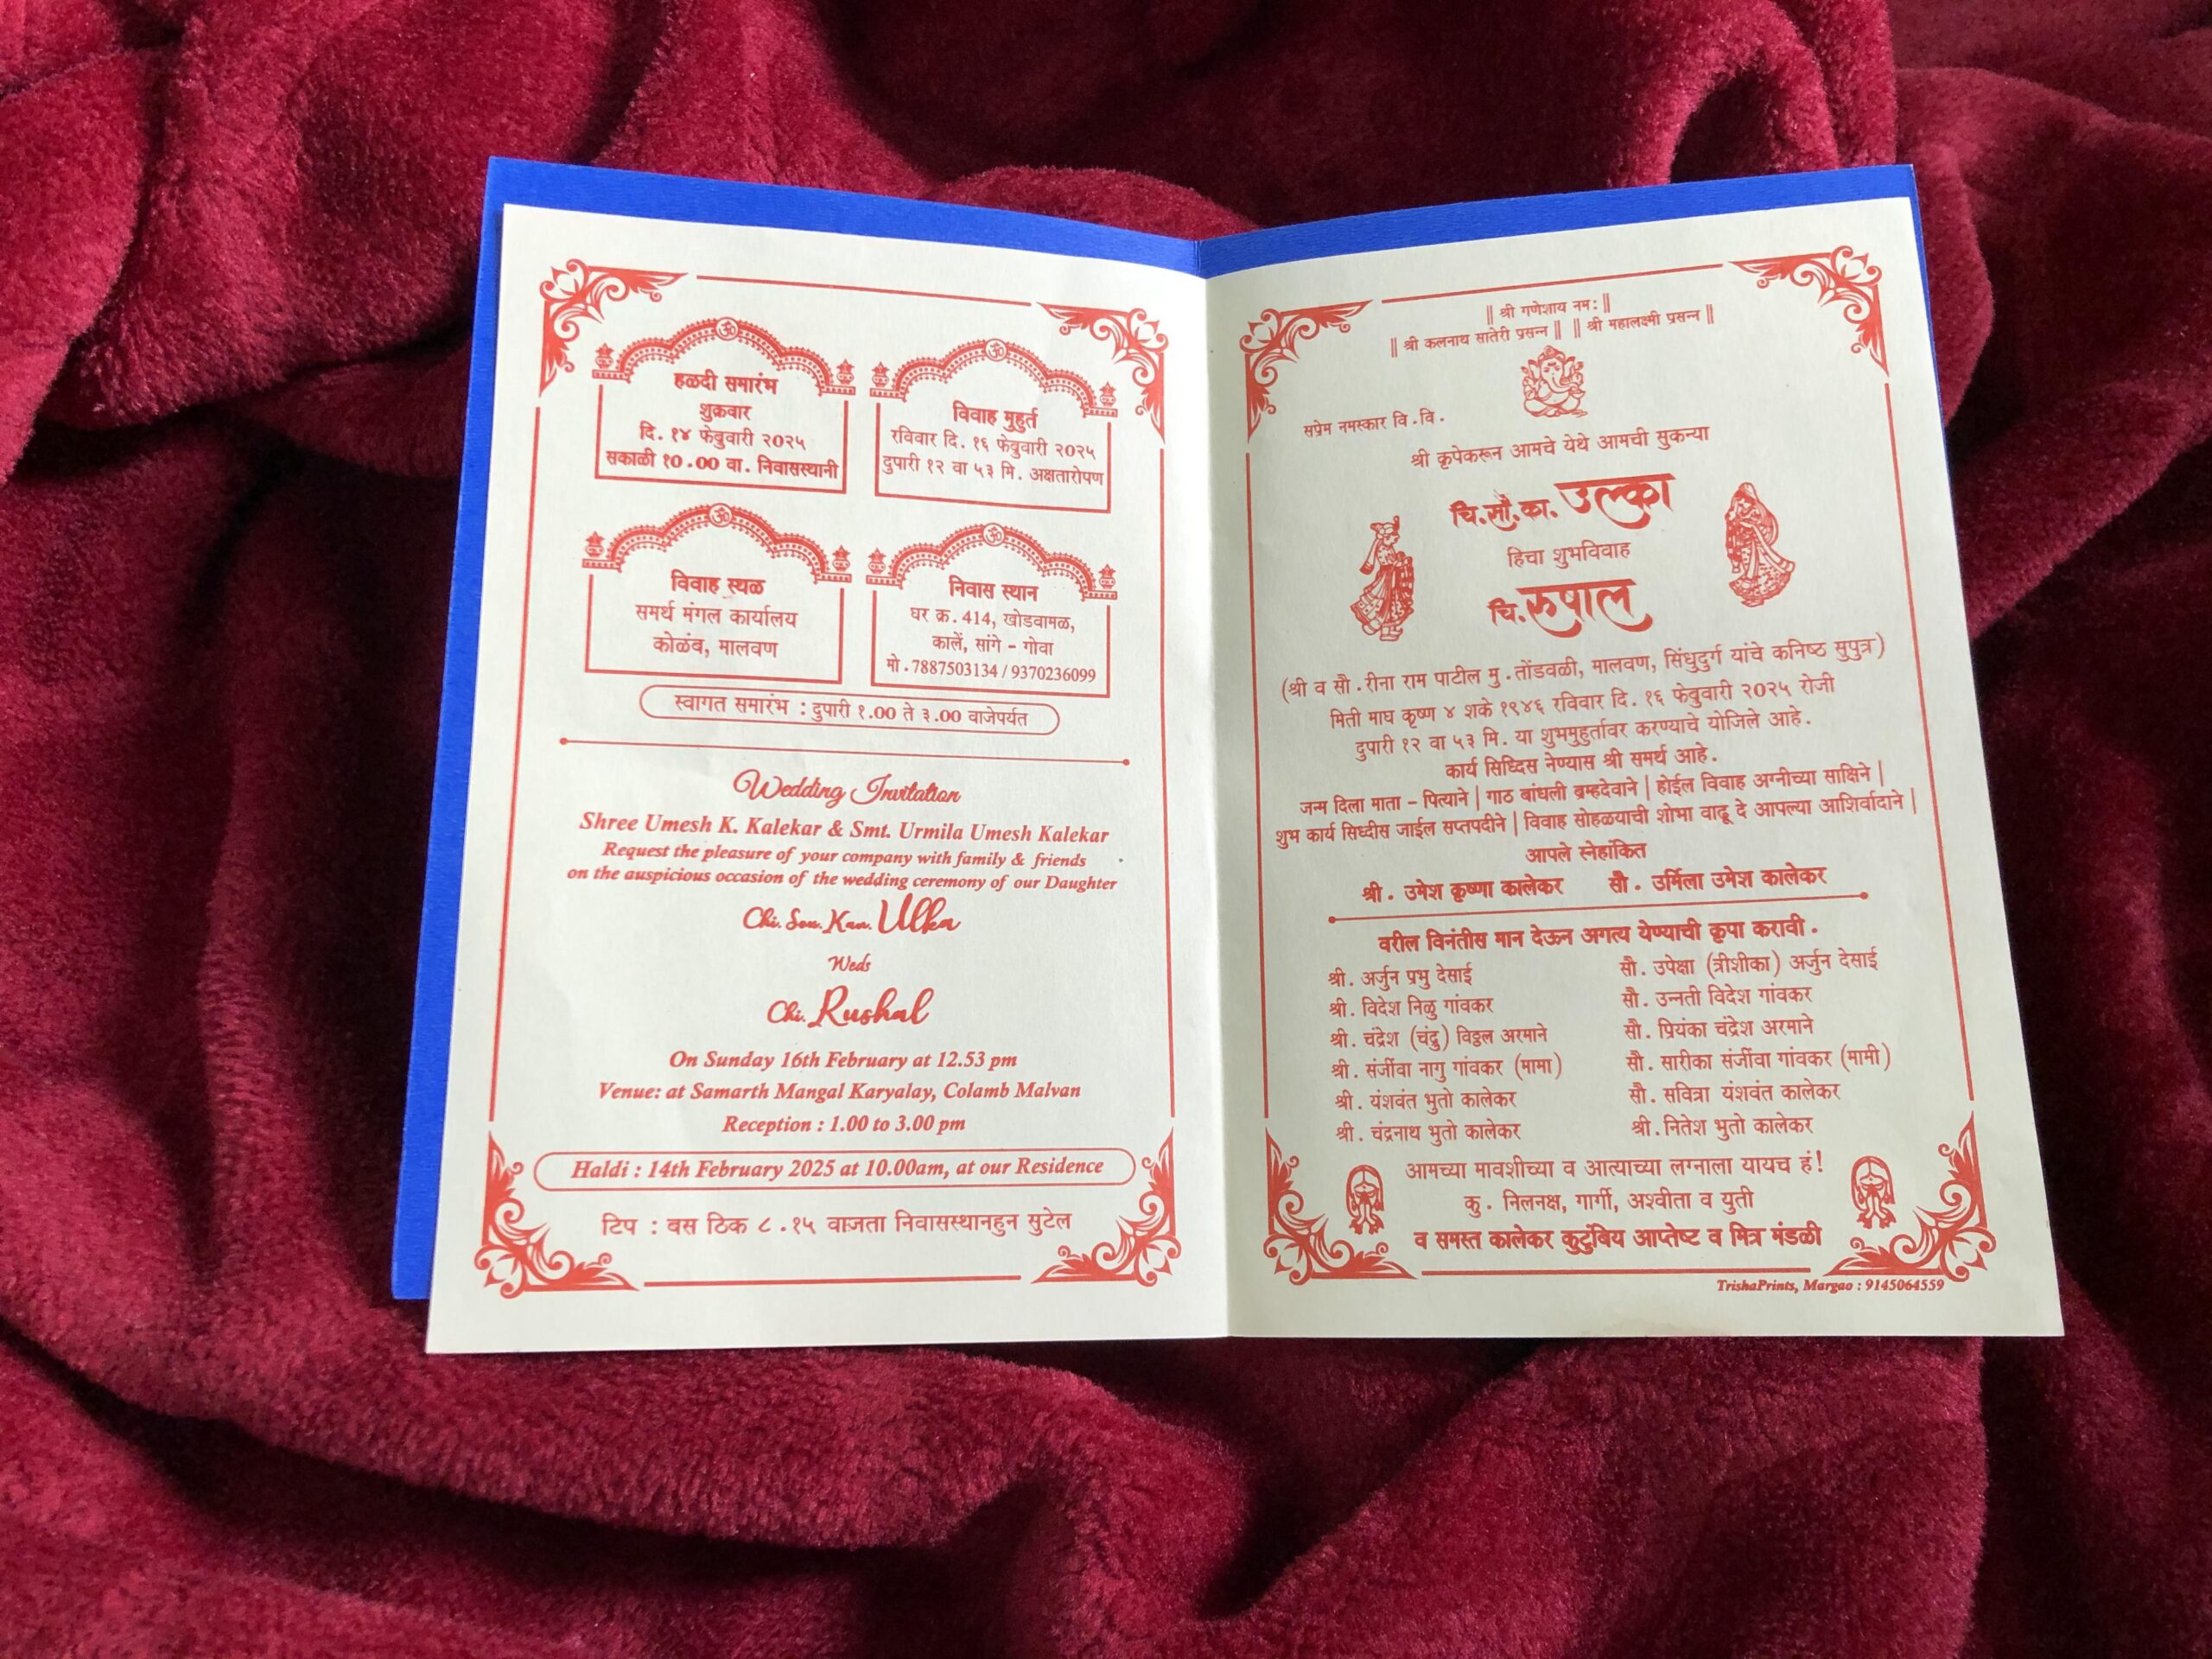 हळदी समारंभ
शुक्रवार
दि. १४ फेब्रुवारी २०२५
सकाळी १०.०० वा. निवासस्थानी
विवाह मुहुर्त
रविवार दि. १६ फेब्रुवारी २०२५
दुपारी १२ वा ५३ मि. अक्षतारोपण
विवाह स्थळ
समर्थ मंगल कार्यालय
कोळंब, मालवण
निवास स्थान
घर क्र. 414, खोडवामळ,
कालें, सांगे - गोवा
मो. 7887503134 / 9370236099
स्वागत समारंभ : दुपारी १.०० ते ३.०० वाजेपर्यत
Wedding Invitation
Shree Umesh K. Kalekar & Smt. Urmila Umesh Kalekar
Request the pleasure of your company with family & friends
on the auspicious occasion of the wedding ceremony of our Daughter
Chi. Sou. Kan. Ulka
Weds
Chi. Rushal
On Sunday 16th February at 12.53 pm
Venue: at Samarth Mangal Karyalay, Colamb Malvan
Reception : 1.00 to 3.00 pm
Haldi : 14th February 2025 at 10.00am, at our Residence
टिप : बस ठिक ८.१५ वाजता निवासस्थानहुन सुटेल
|| श्री गणेशाय नम: ||
|| श्री कलनाथ सातेरी प्रसन्न || || श्री महालक्ष्मी प्रसन्न ||
सप्रेम नमस्कार वि.वि.
श्री कृपेकरून आमचे येथे आमची सुकन्या
चि.सौ.का. उल्का
हिचा शुभविवाह
चि. रुषाल
(श्री व सौ. रीना राम पाटील मु. तोंडवळी, मालवण, सिंधुदुर्ग यांचे कनिष्ठ सुपुत्र)
मिती माघ कृष्ण ४ शके १९४६ रविवार दि. १६ फेब्रुवारी २०२५ रोजी
दुपारी १२ वा ५३ मि. या शुभमुहुर्तावर करण्याचे योजिले आहे.
कार्य सिध्दिस नेण्यास श्री समर्थ आहे.
जन्म दिला माता - पित्याने | गाठ बांधली ब्रम्हदेवाने | होईल विवाह अग्नीच्या साक्षिने |
शुभ कार्य सिध्दीस जाईल सप्तपदीने | विवाह सोहळयाची शोभा वाढू दे आपल्या आशिर्वादाने |
आपले स्नेहांकित
श्री. उमेश कृष्णा कालेकर सौ. उर्मिला उमेश कालेकर
वरील विनंतीस मान देऊन अगत्य येण्याची कृपा करावी.
श्री. अर्जुन प्रभु देसाई सौ. उपेक्षा (त्रीशीका) अर्जुन देसाई
श्री. विदेश निळु गांवकर सौ. उन्नती विदेश गांवकर
श्री. चंद्रेश (चंद्रु) विठ्ठल अरमाने सौ. प्रियंका चंद्रेश अरमाने
श्री. संजींवा नागु गांवकर (मामा) सौ. सारीका संजींवा गांवकर (मामी)
श्री. यंशवंत भुतो कालेकर सौ. सवित्रा यंशवंत कालेकर
श्री. चंद्रनाथ भुतो कालेकर श्री. नितेश भुतो कालेकर
आमच्या मावशीच्या व आत्याच्या लग्नाला यायच हं!
कु. निलनक्ष, गार्गी, अश्वीता व युती
व समस्त कालेकर कुटुंबिय आप्तेष्ट व मित्र मंडळी
TrishaPrints, Margao : 9145064559